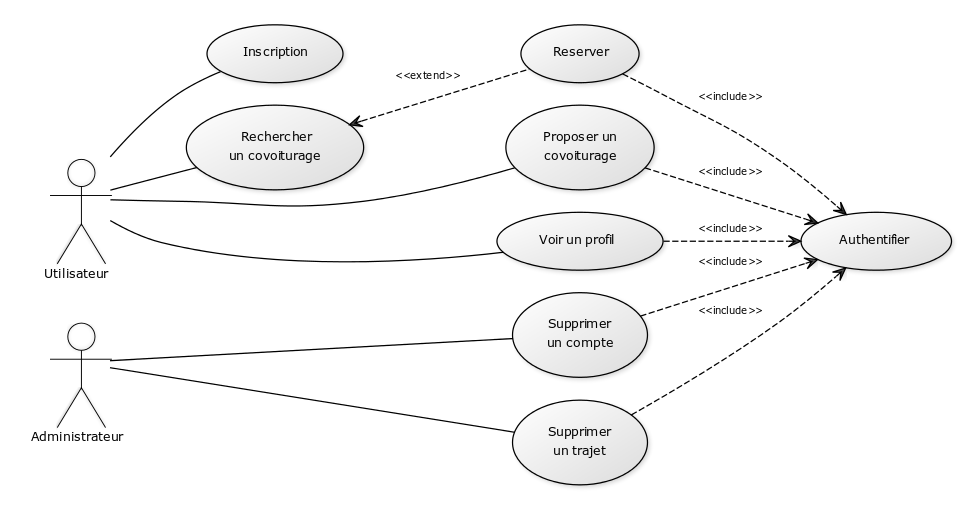 Inscription
Reserver
<<extend>>
<<include>>
Rechercher
un covoiturage
Proposer un
covoiturage
<<include>>
Utilisateur
Voir un profil
<<include>>
Authentifier
<<include>>
Supprimer
un compte
<<include>>
Administrateur
Supprimer
un trajet